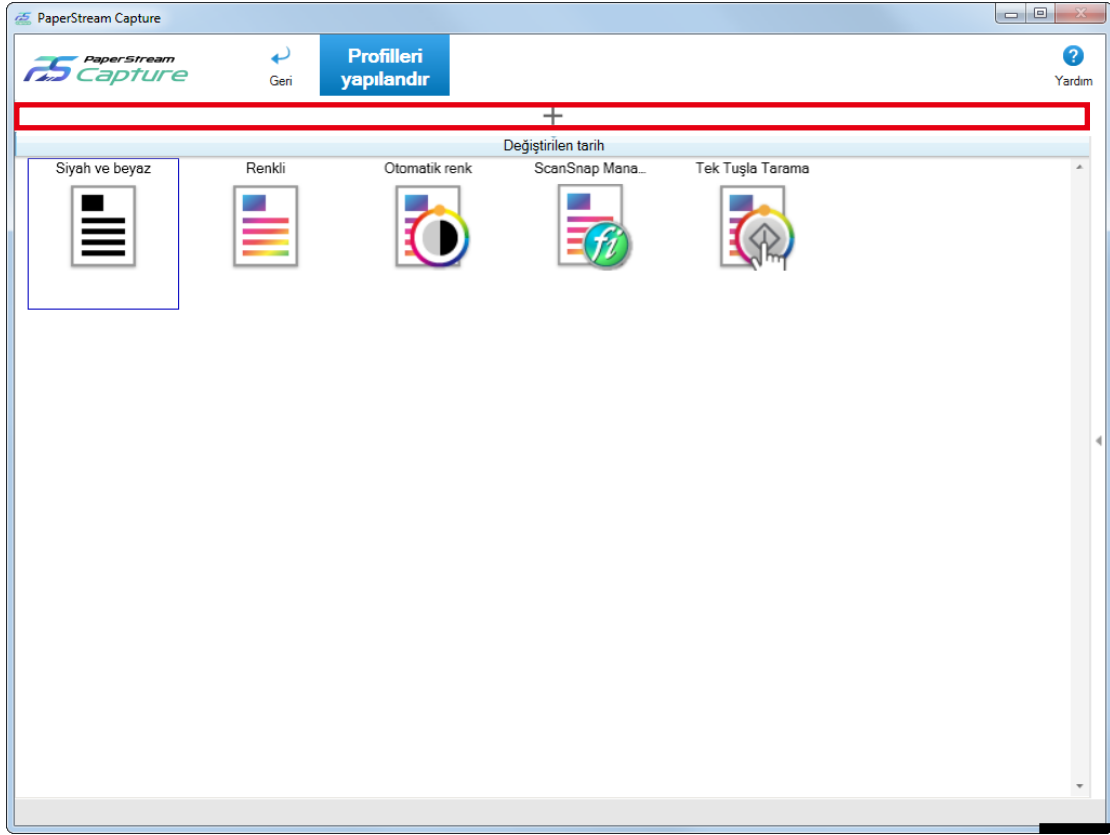 PaperStream Capture
PaperStream
Capture
Geri
Profilleri
yapılandır
Yardım
Değiştirilen tarih
Siyah ve beyaz
Renkli
Otomatik renk
ScanSnap Mana...
Tek Tuşla Tarama
fi